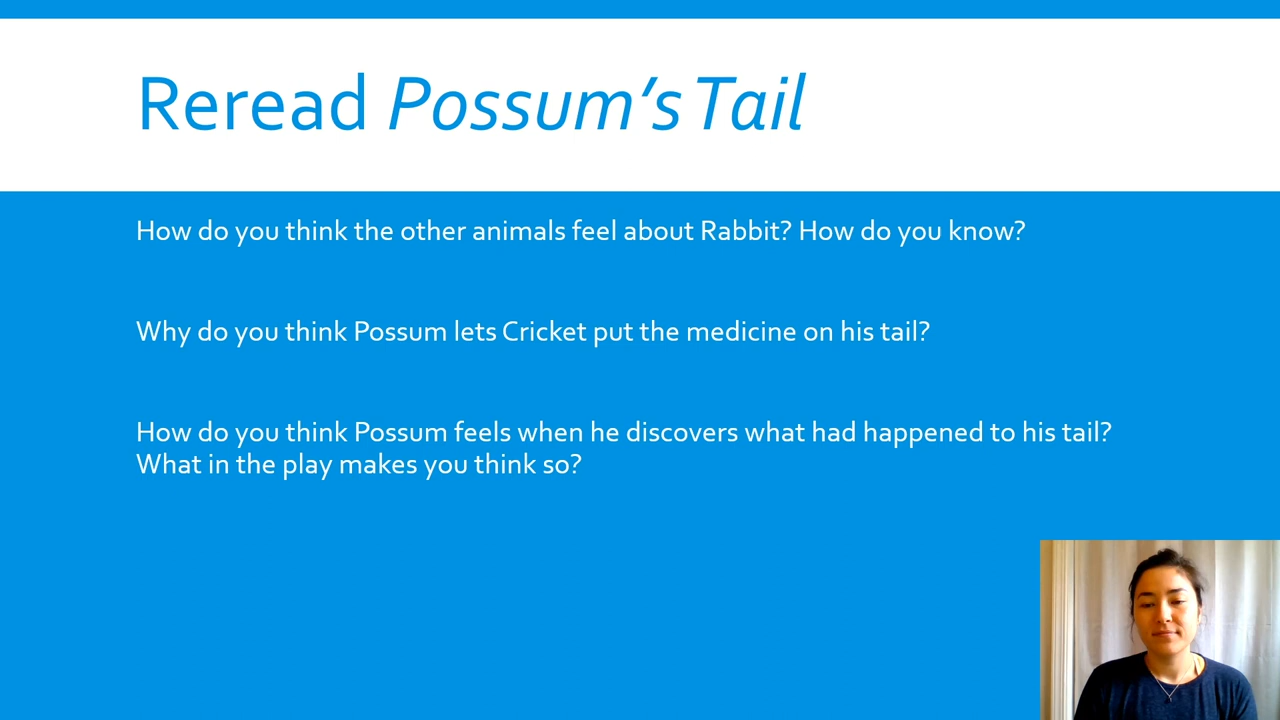 Reread Possum’s Tail
How do you think the other animals feel about Rabbit? How do you know?
Why do you think Possum lets Cricket put the medicine on his tail?
How do you think Possum feels when he discovers what had happened to his tail?
What in the play makes you think so?